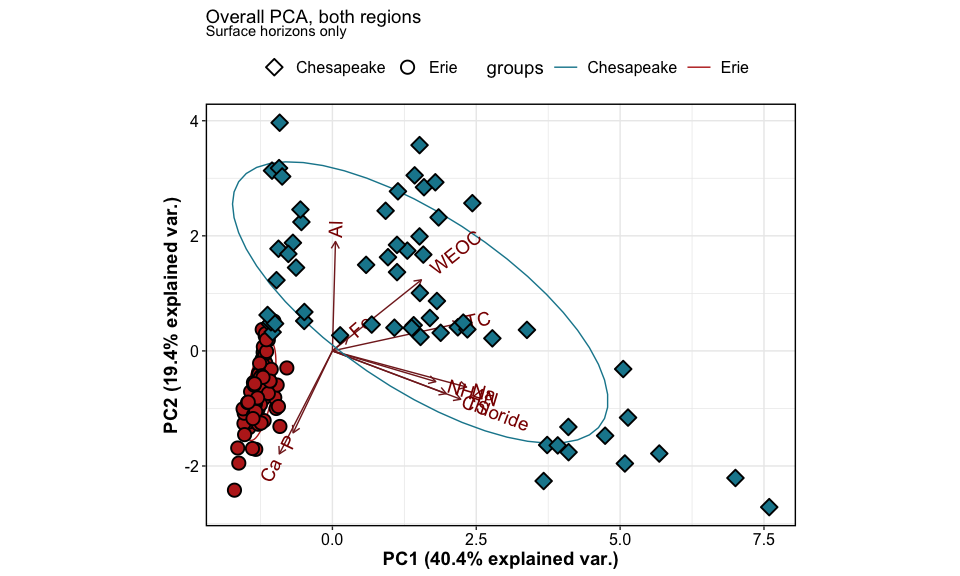 Overall PCA, both regions
Surface horizons only
Chesapeake Erie groups Chesapeake Erie
PC2 (19.4% explained var.)
4
2
0
-2
Al
WEOC
Fe
TC
Na
Chloride
P
Ca
0.0 2.5 5.0 7.5
PC1 (40.4% explained var.)